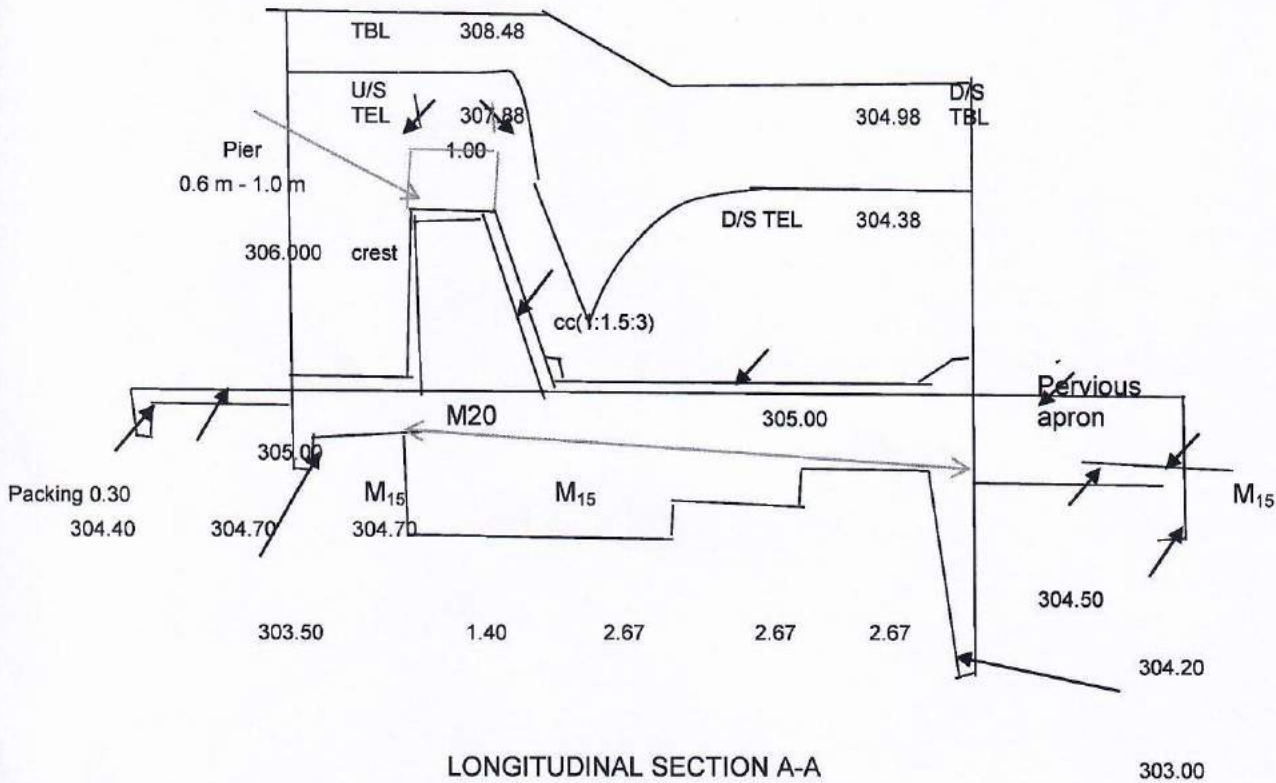 TBL 308.48
U/S D/S
TEL 307.88 304.98 TBL
Pier 1.00
0.6 m - 1.0 m
D/S TEL 304.38
306.000 crest
cc(1:1.5:3)
Pervious
M20 305.00 apron
305.00
Packing 0.30 M15 M15 M15
304.40 304.70 304.70
304.50
303.50 1.40 2.67 2.67 2.67
304.20
LONGITUDINAL SECTION A-A 303.00